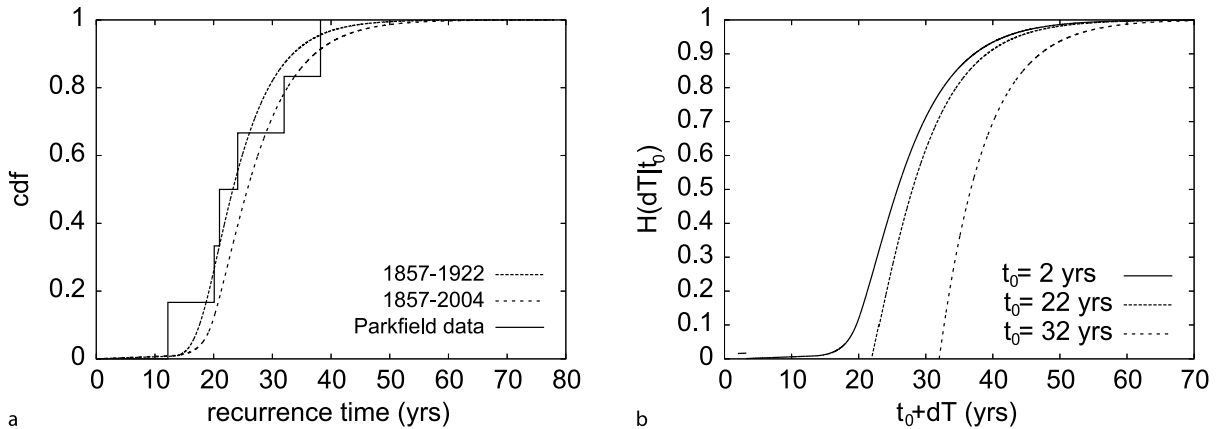 1
0.8
0.6
0.4
0.2
0
cdf
1857-1922
1857-2004
Parkfield data
0 10 20 30 40 50 60 70 80
recurrence time (yrs)
a
1
0.9
0.8
0.7
0.6
0.5
0.4
0.3
0.2
0.1
0
H(dT|t0)
t0= 2 yrs
t0= 22 yrs
t0= 32 yrs
0 10 20 30 40 50 60 70
t0+dT (yrs)
b